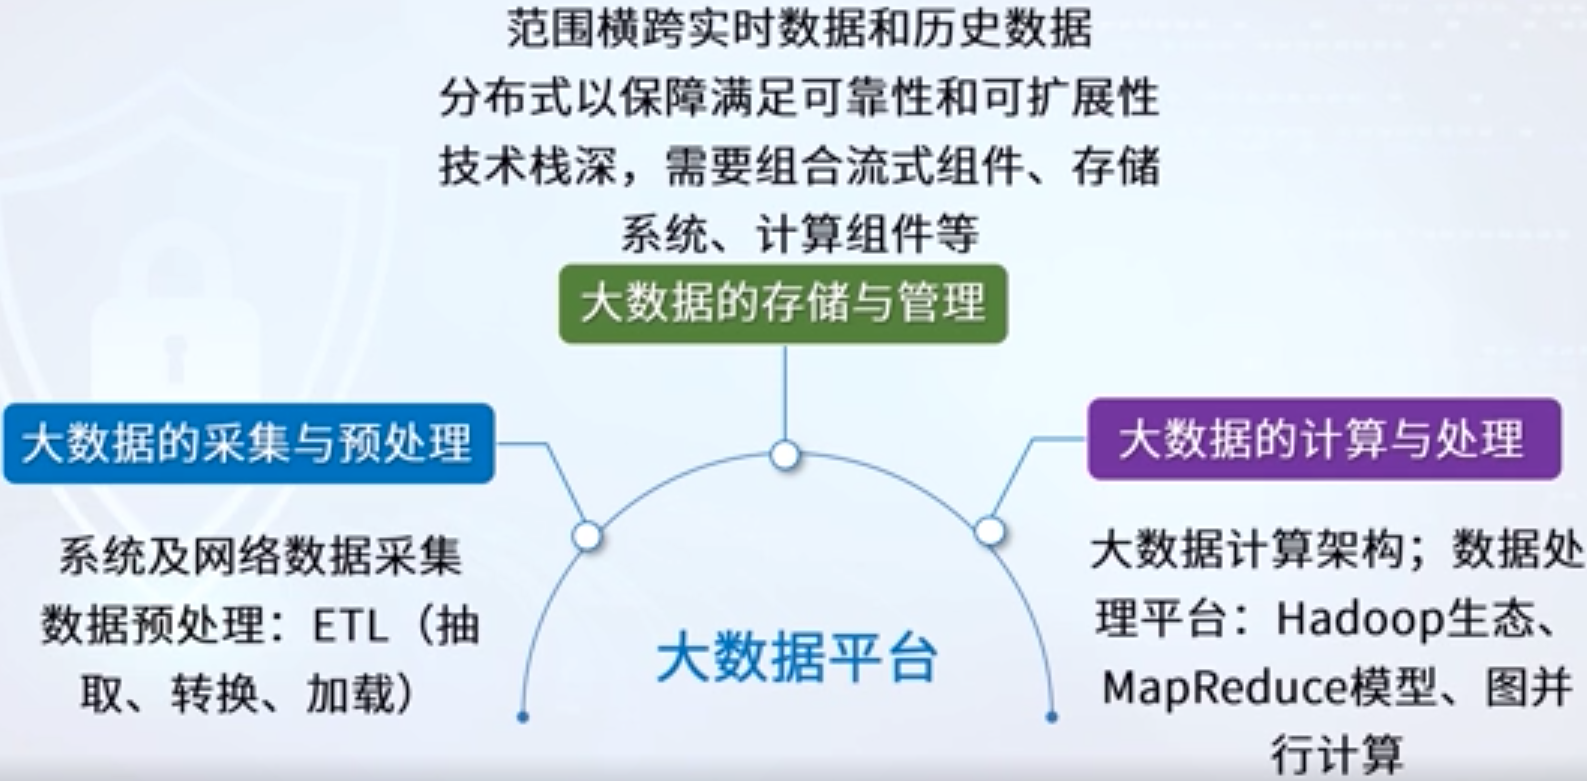 范围横跨实时数据和历史数据
分布式以保障满足可靠性和可扩展性
技术栈深，需要组合流式组件、存储
系统、计算组件等
大数据的存储与管理
大数据的采集与预处理
系统及网络数据采集
数据预处理：ETL（抽
取、转换、加载）
大数据的计算与处理
大数据计算架构；数据处
理平台：Hadoop生态、
MapReduce模型、图并
行计算
大数据平台